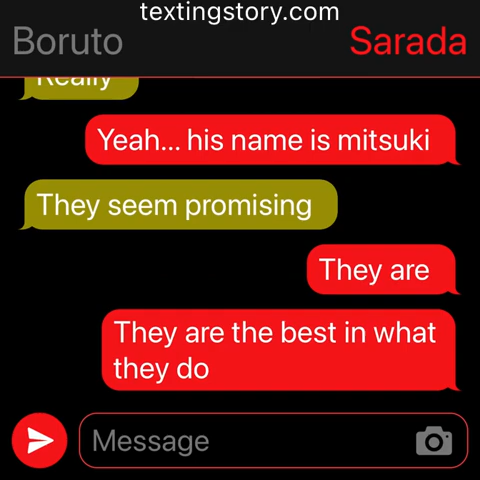 textingstory.com
Boruto
Sarada
Really
Yeah... his name is mitsuki
They seem promising
They are
They are the best in what
they do
Message